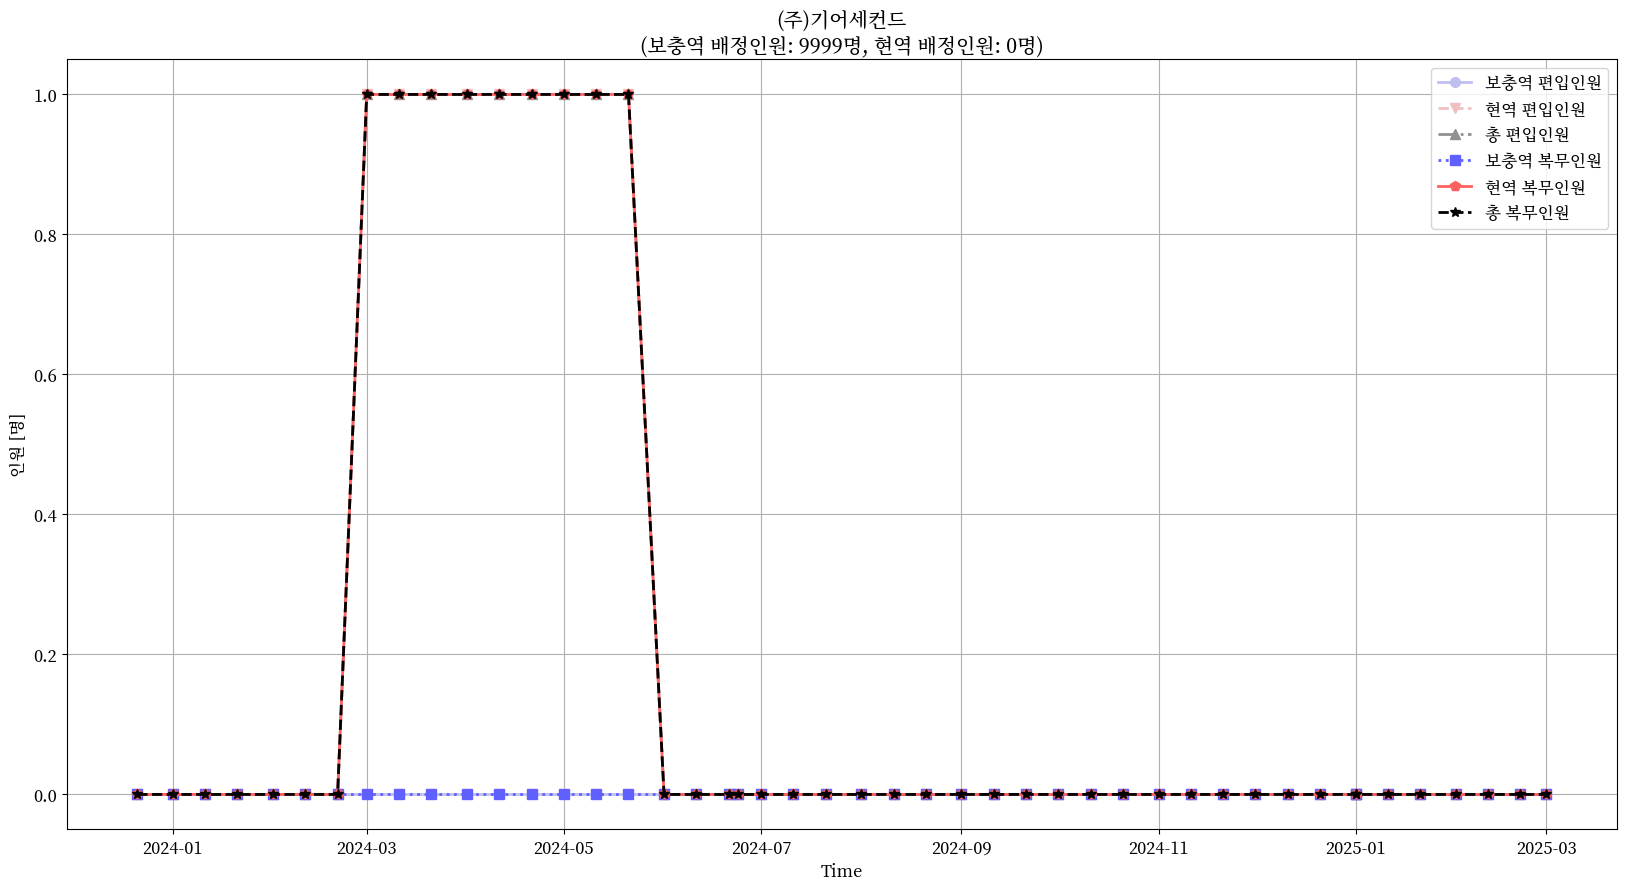 (주)기어세컨드
(보충역 배정인원: 9999명, 현역 배정인원: 0명)
보충역 편입인원
현역 편입인원
총 편입인원
보충역 복무인원
현역 복무인원
총 복무인원
1.0
0.8
0.6
0.4
0.2
0.0
인원 [명]
2024-01
2024-03
2024-05
2024-07
2024-09
2024-11
2025-01
2025-03
Time